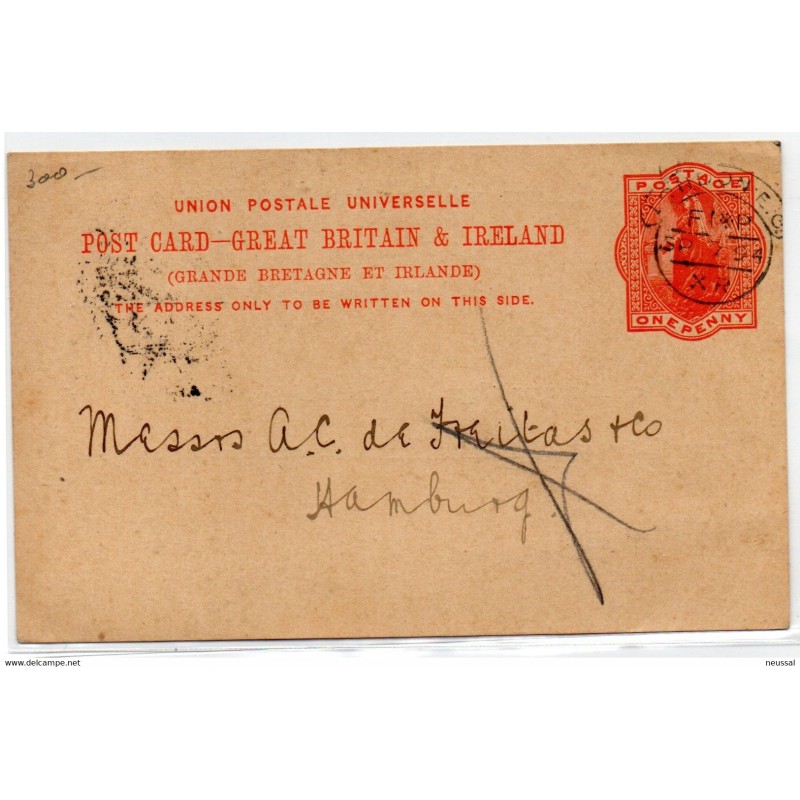 300-
UNION POSTALE UNIVERSELLE
POST CARD—GREAT BRITAIN & IRELAND
(GRANDE BRETAGNE ET IRLANDE)
THE ADDRESS ONLY TO BE WRITTEN ON THIS SIDE.
POSTAGE
ONE PENNY
XR
Messrs A.C. de Freitas & Co
Hamburg.
www.delcampe.net
neussal